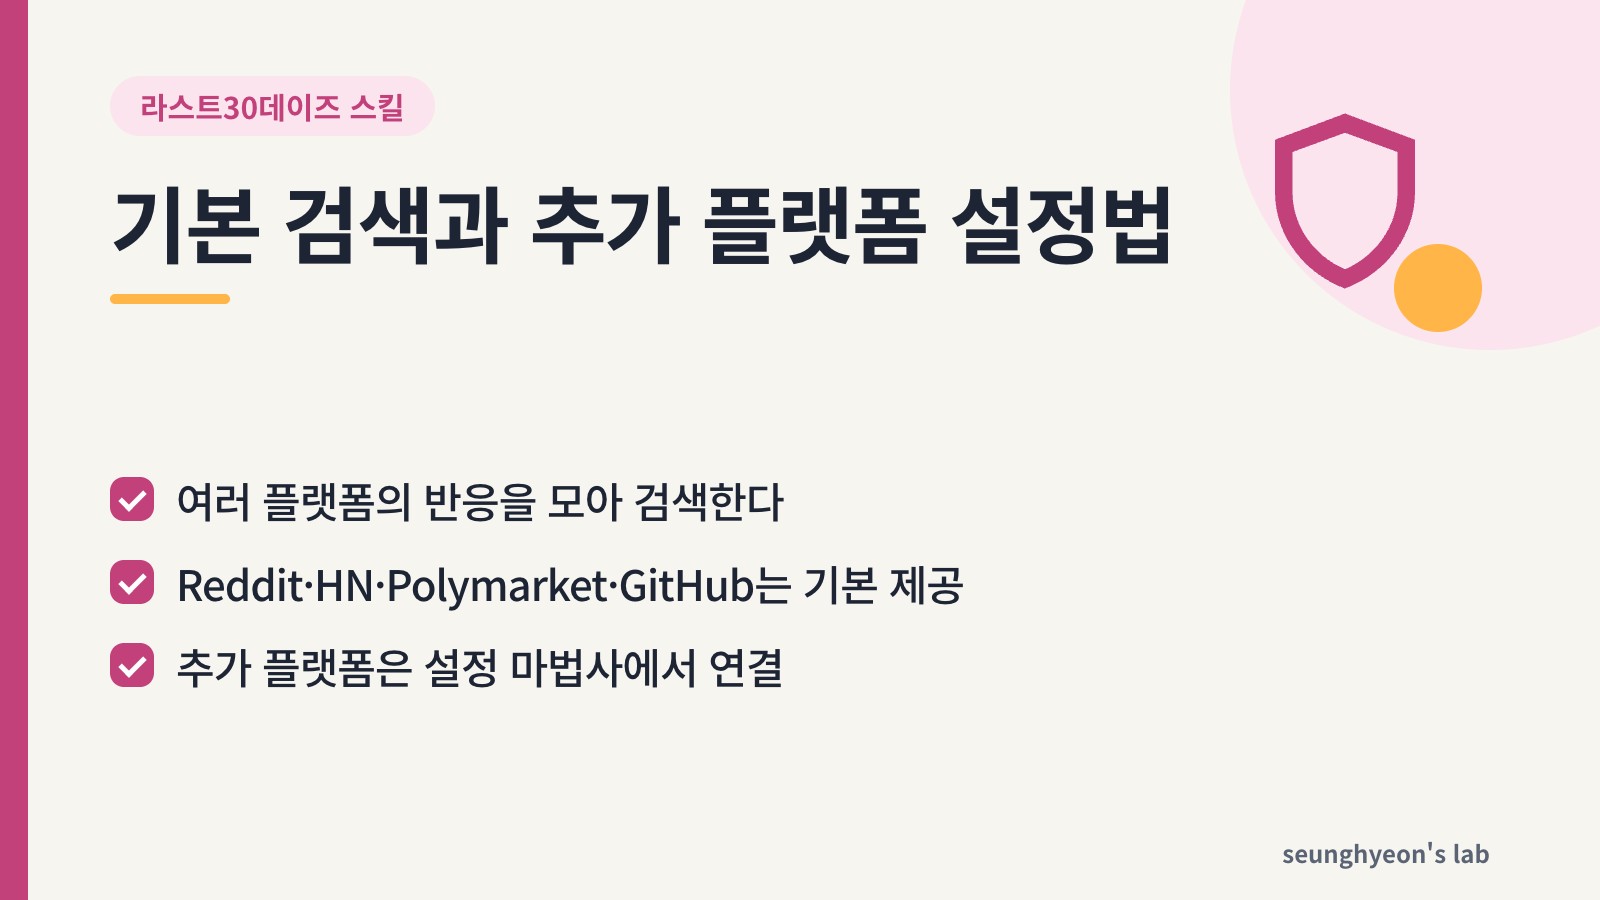 라스트30데이즈 스킬
기본 검색과 추가 플랫폼 설정법
여러 플랫폼의 반응을 모아 검색한다
Reddit·HN·Polymarket·GitHub는 기본 제공
추가 플랫폼은 설정 마법사에서 연결
seunghyeon's lab